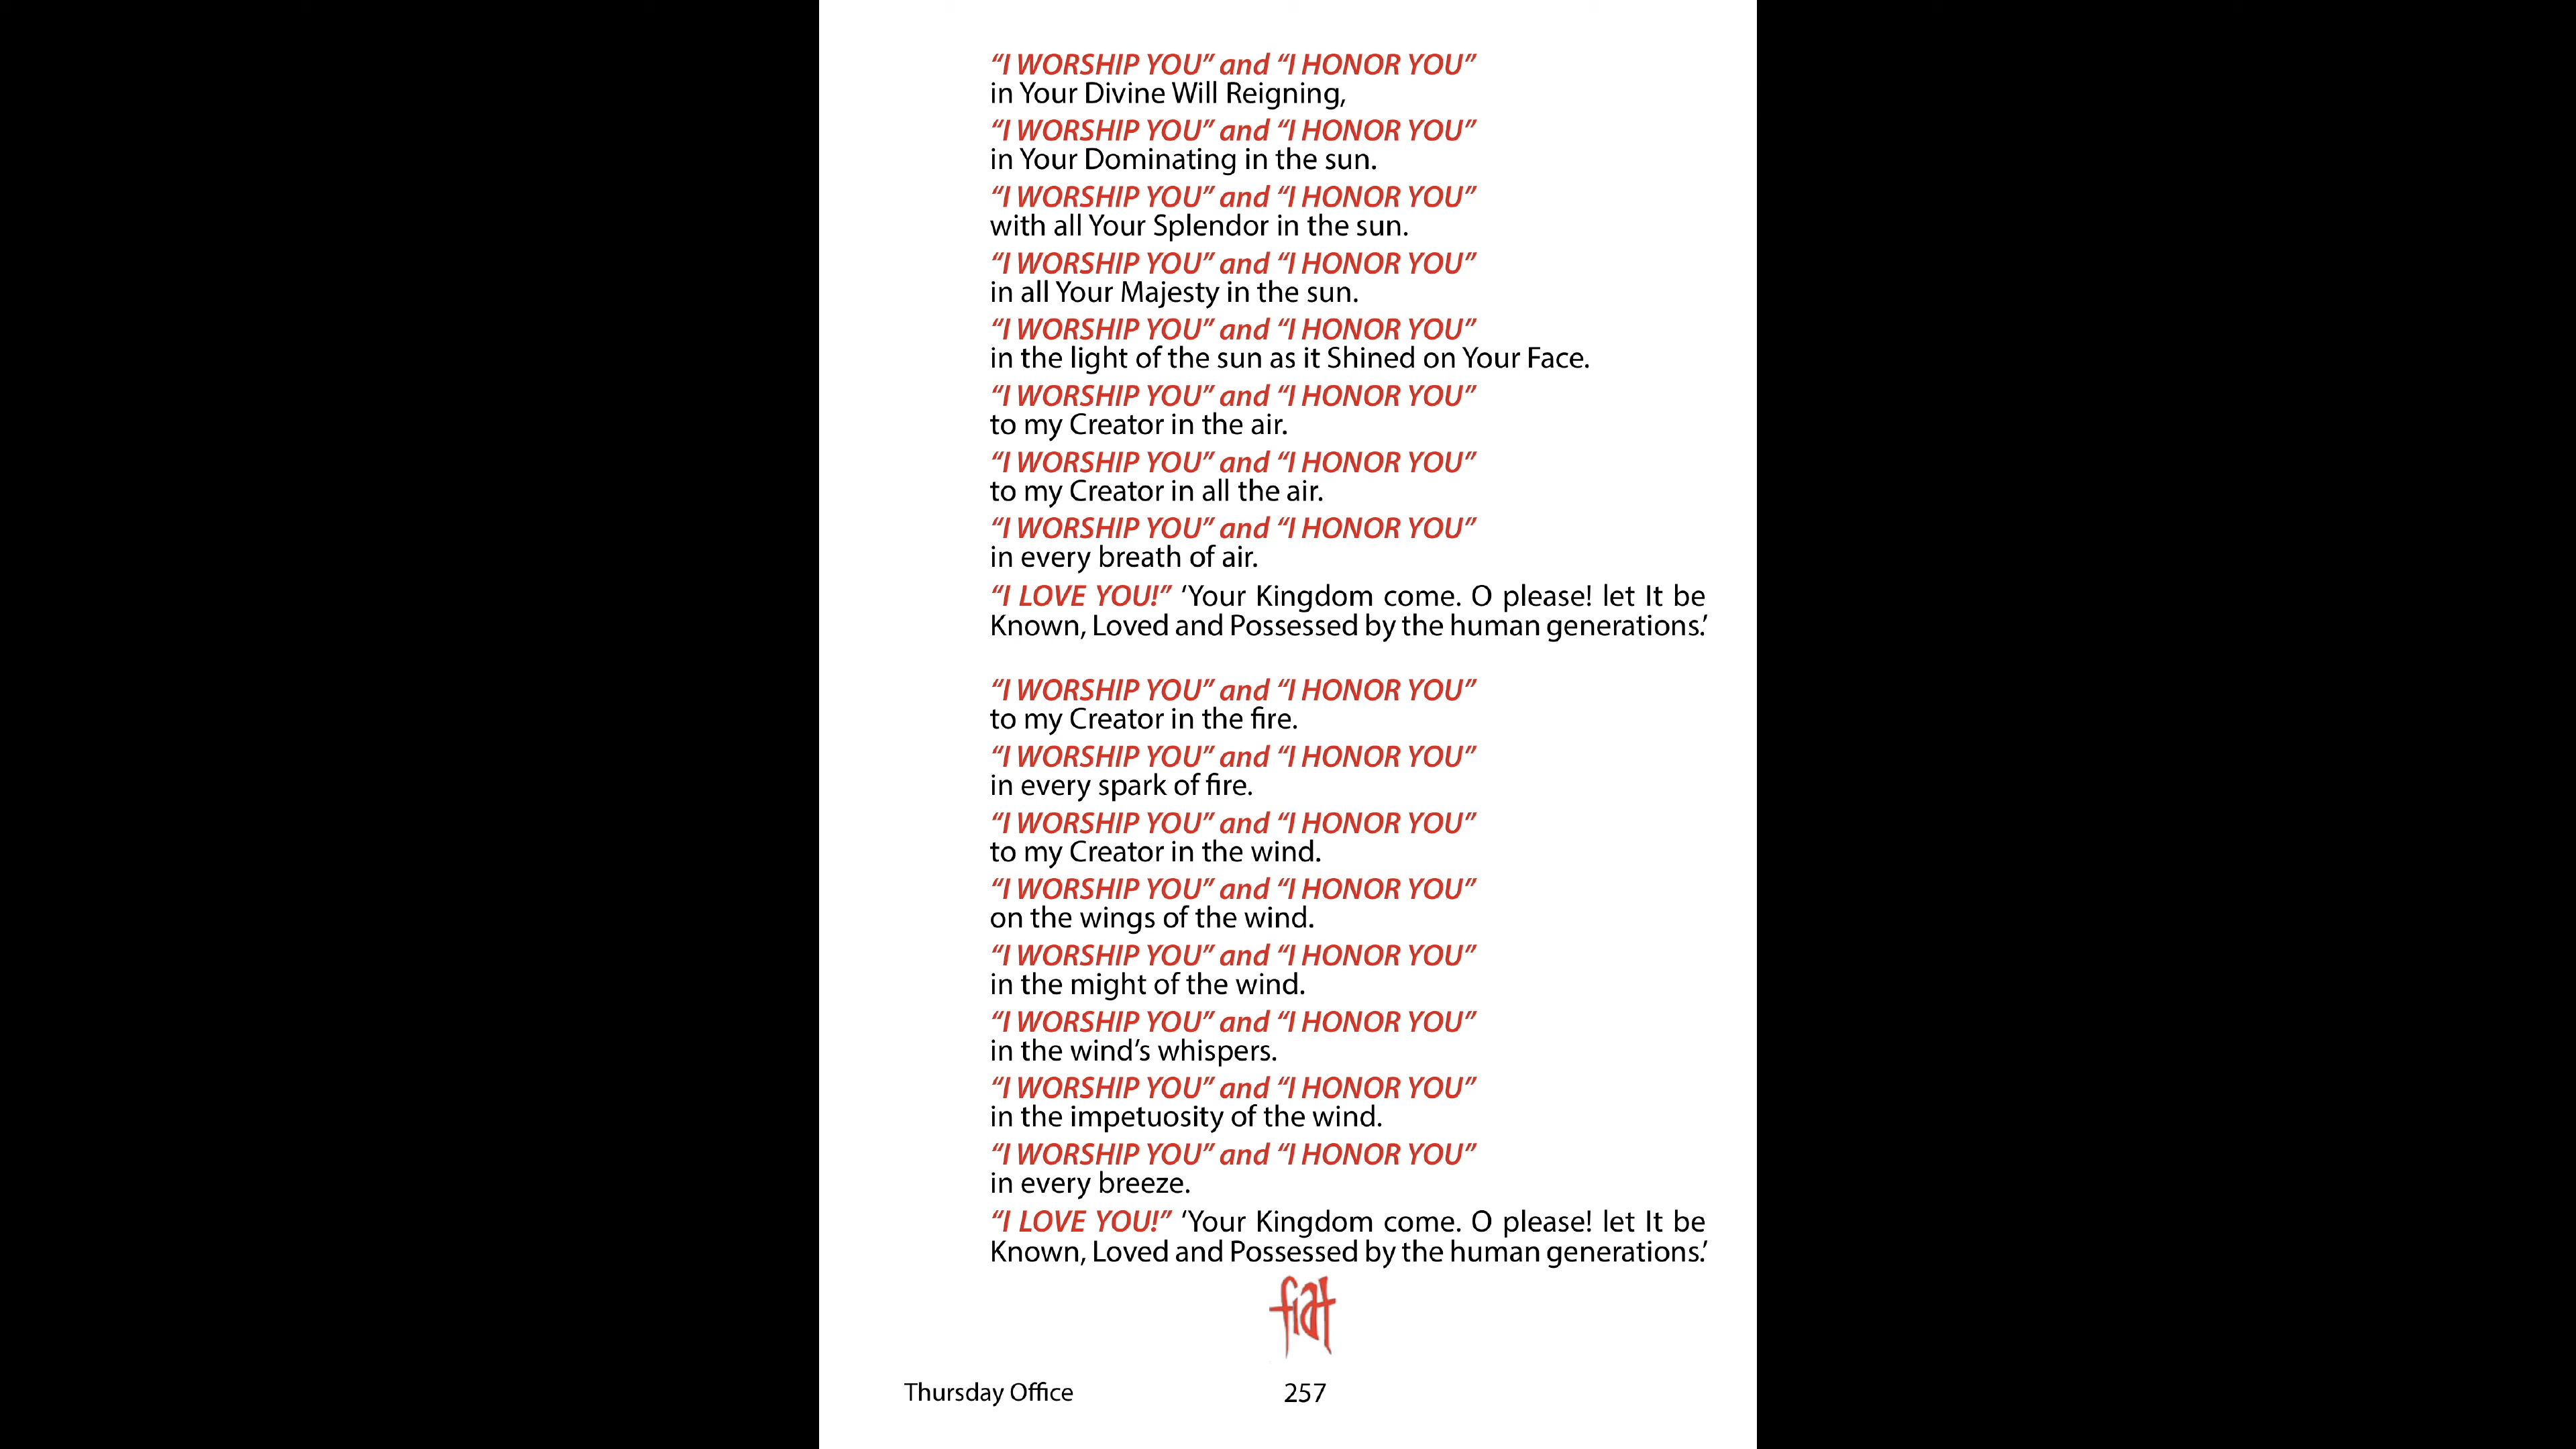 “I WORSHIP YOU” and “I HONOR YOU”
in Your Divine Will Reigning,
“I WORSHIP YOU” and “I HONOR YOU”
in Your Dominating in the sun.
“I WORSHIP YOU” and “I HONOR YOU”
with all Your Splendor in the sun.
“I WORSHIP YOU” and “I HONOR YOU”
in all Your Majesty in the sun.
“I WORSHIP YOU” and “I HONOR YOU”
in the light of the sun as it Shined on Your Face.
“I WORSHIP YOU” and “I HONOR YOU”
to my Creator in the air.
“I WORSHIP YOU” and “I HONOR YOU”
to my Creator in all the air.
“I WORSHIP YOU” and “I HONOR YOU”
in every breath of air.
“I LOVE YOU!” ‘Your Kingdom come. O please! let It be
Known, Loved and Possessed by the human generations.’
“I WORSHIP YOU” and “I HONOR YOU”
to my Creator in the fire.
“I WORSHIP YOU” and “I HONOR YOU”
in every spark of fire.
“I WORSHIP YOU” and “I HONOR YOU”
to my Creator in the wind.
“I WORSHIP YOU” and “I HONOR YOU”
on the wings of the wind.
“I WORSHIP YOU” and “I HONOR YOU”
in the might of the wind.
“I WORSHIP YOU” and “I HONOR YOU”
in the wind’s whispers.
“I WORSHIP YOU” and “I HONOR YOU”
in the impetuosity of the wind.
“I WORSHIP YOU” and “I HONOR YOU”
in every breeze.
“I LOVE YOU!” ‘Your Kingdom come. O please! let It be
Known, Loved and Possessed by the human generations.’
fiat
Thursday Office 257